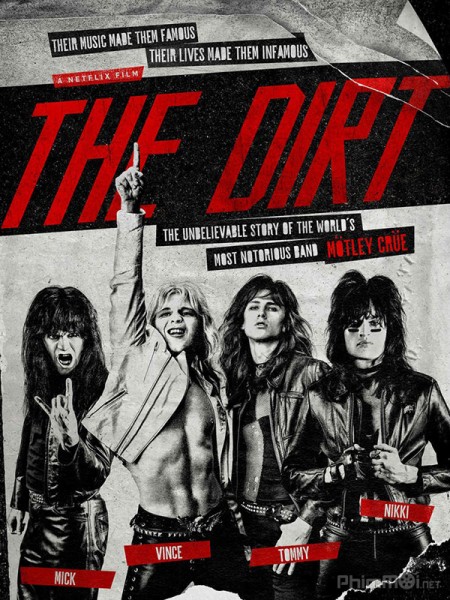 THEIR MUSIC MADE THEM FAMOUS
THEIR LIVES MADE THEM INFAMOUS
A NETFLIX FILM
THE DIRT
THE UNBELIEVABLE STORY OF THE WORLD'S
MOST NOTORIOUS BAND MÖTLEY CRÜE
NIKKI
VINCE
TOMMY
MICK
PhimMoi.NET